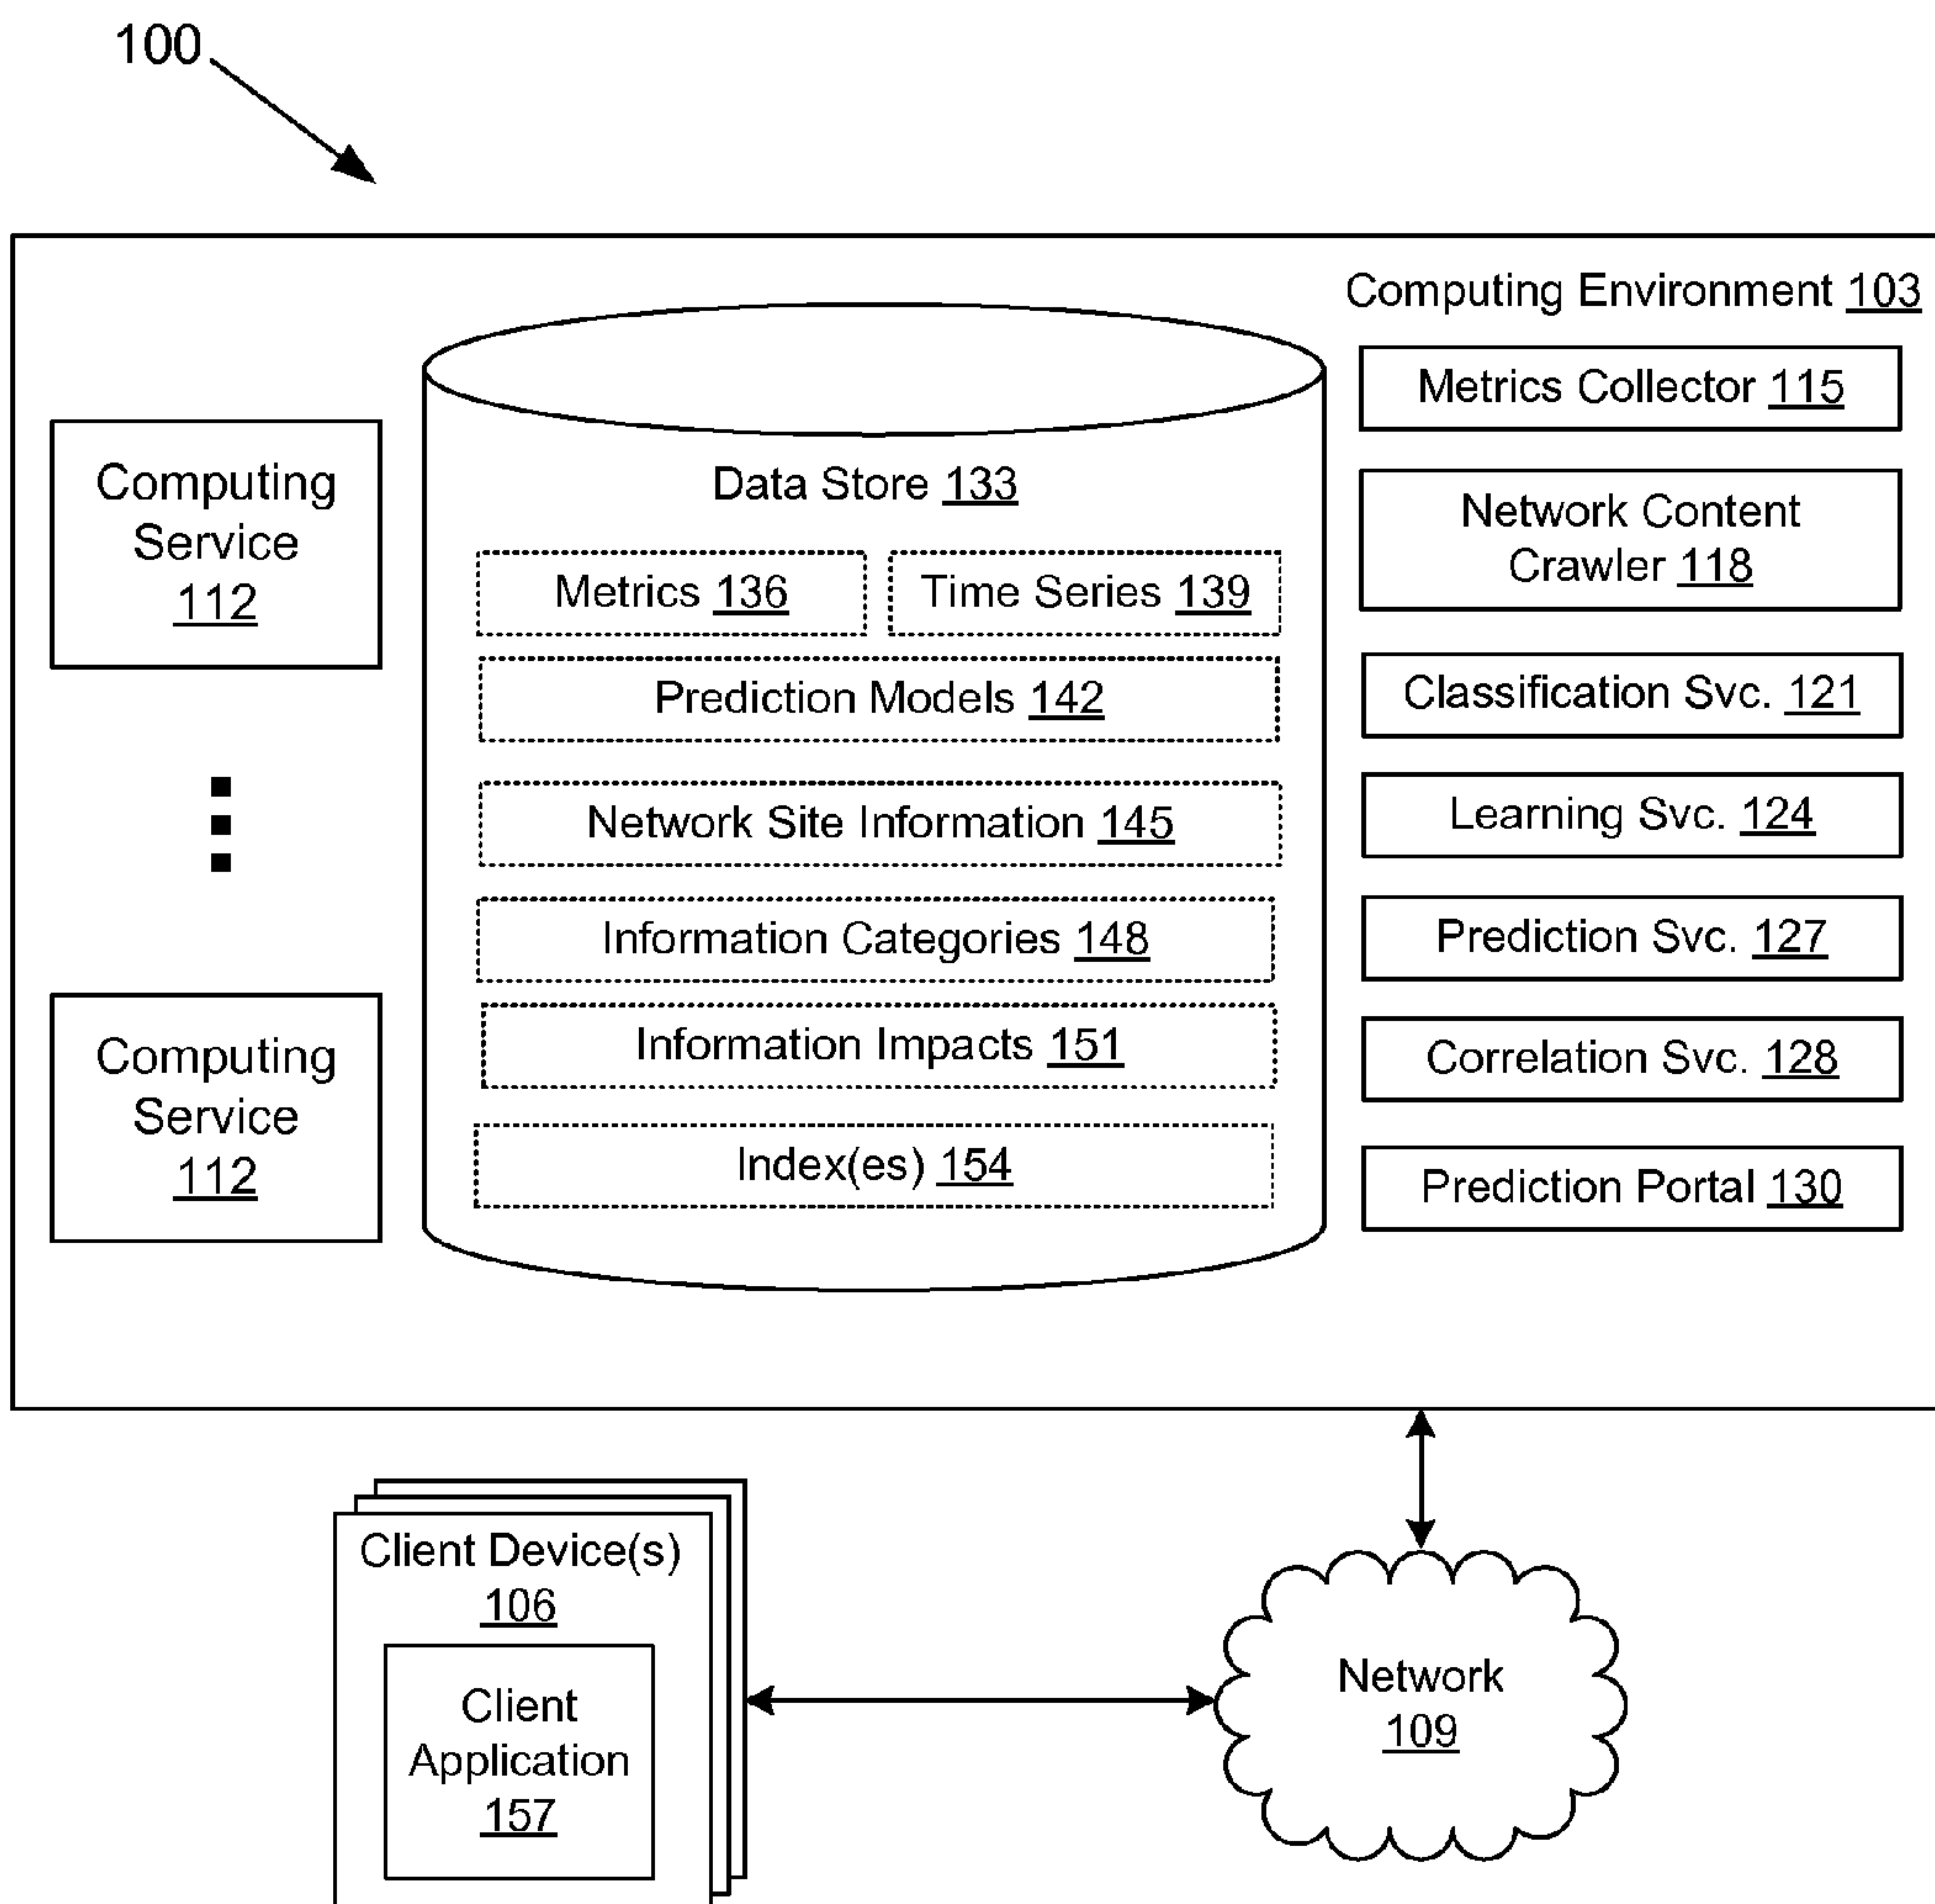 100
Computing Environment 103
Computing
Service
112
Computing
Service
112
Data Store 133
Metrics 136
Time Series 139
Prediction Models 142
Network Site Information 145
Information Categories 148
Information Impacts 151
Index(es) 154
Metrics Collector 115
Network Content
Crawler 118
Classification Svc. 121
Learning Svc. 124
Prediction Svc. 127
Correlation Svc. 128
Prediction Portal 130
Client Device(s)
106
Client
Application
157
Network
109